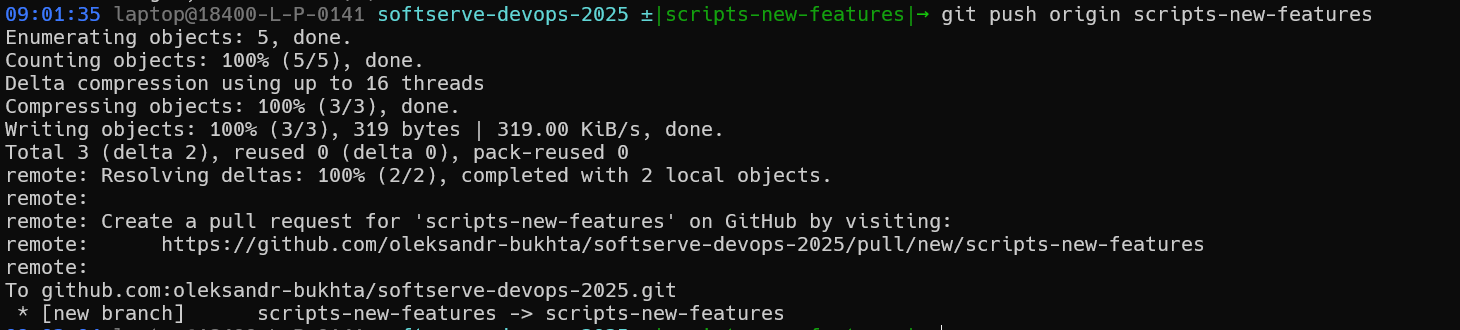 09:01:35 laptop@18400-L-P-0141 softserve-devops-2025 ±|scripts-new-features|→ git push origin scripts-new-features
Enumerating objects: 5, done.
Counting objects: 100% (5/5), done.
Delta compression using up to 16 threads
Compressing objects: 100% (3/3), done.
Writing objects: 100% (3/3), 319 bytes | 319.00 KiB/s, done.
Total 3 (delta 2), reused 0 (delta 0), pack-reused 0
remote: Resolving deltas: 100% (2/2), completed with 2 local objects.
remote:
remote: Create a pull request for 'scripts-new-features' on GitHub by visiting:
remote:      https://github.com/oleksandr-bukhta/softserve-devops-2025/pull/new/scripts-new-features
remote:
To github.com:oleksandr-bukhta/softserve-devops-2025.git
 * [new branch]      scripts-new-features -> scripts-new-features